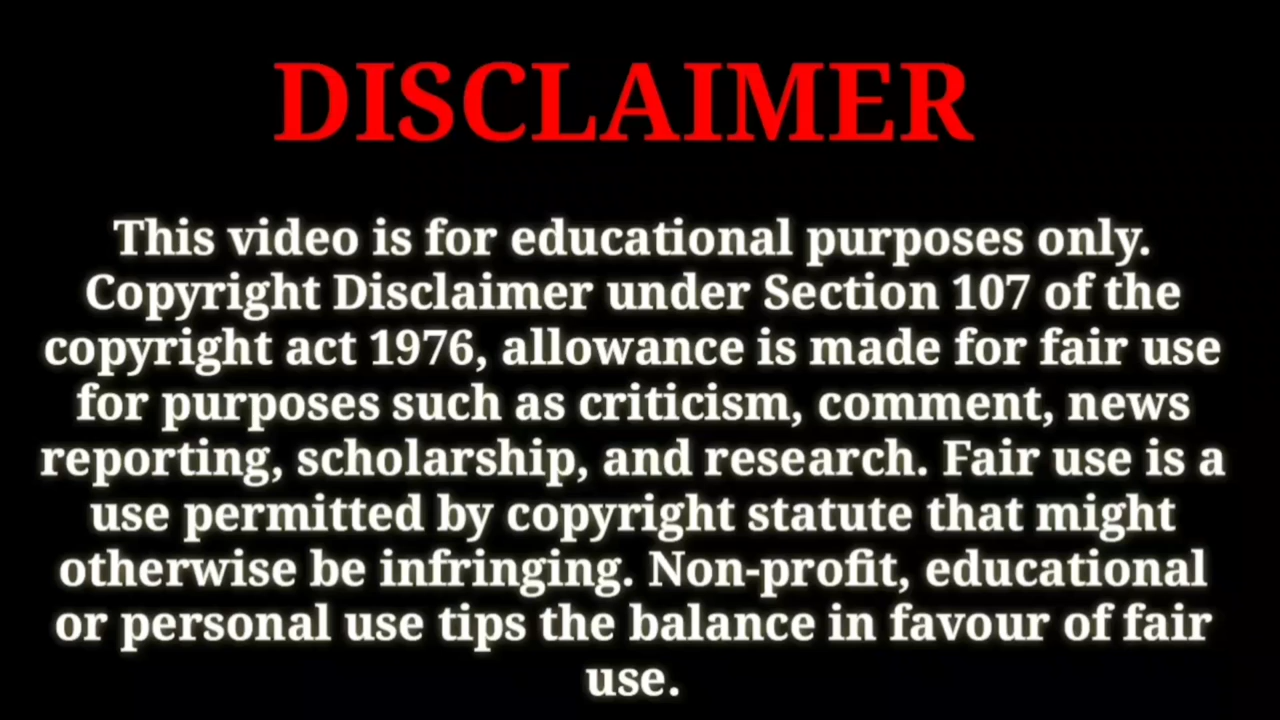 DISCLAIMER
This video is for educational purposes only.
Copyright Disclaimer under Section 107 of the
copyright act 1976, allowance is made for fair use
for purposes such as criticism, comment, news
reporting, scholarship, and research. Fair use is a
use permitted by copyright statute that might
otherwise be infringing. Non-profit, educational
or personal use tips the balance in favour of fair
use.